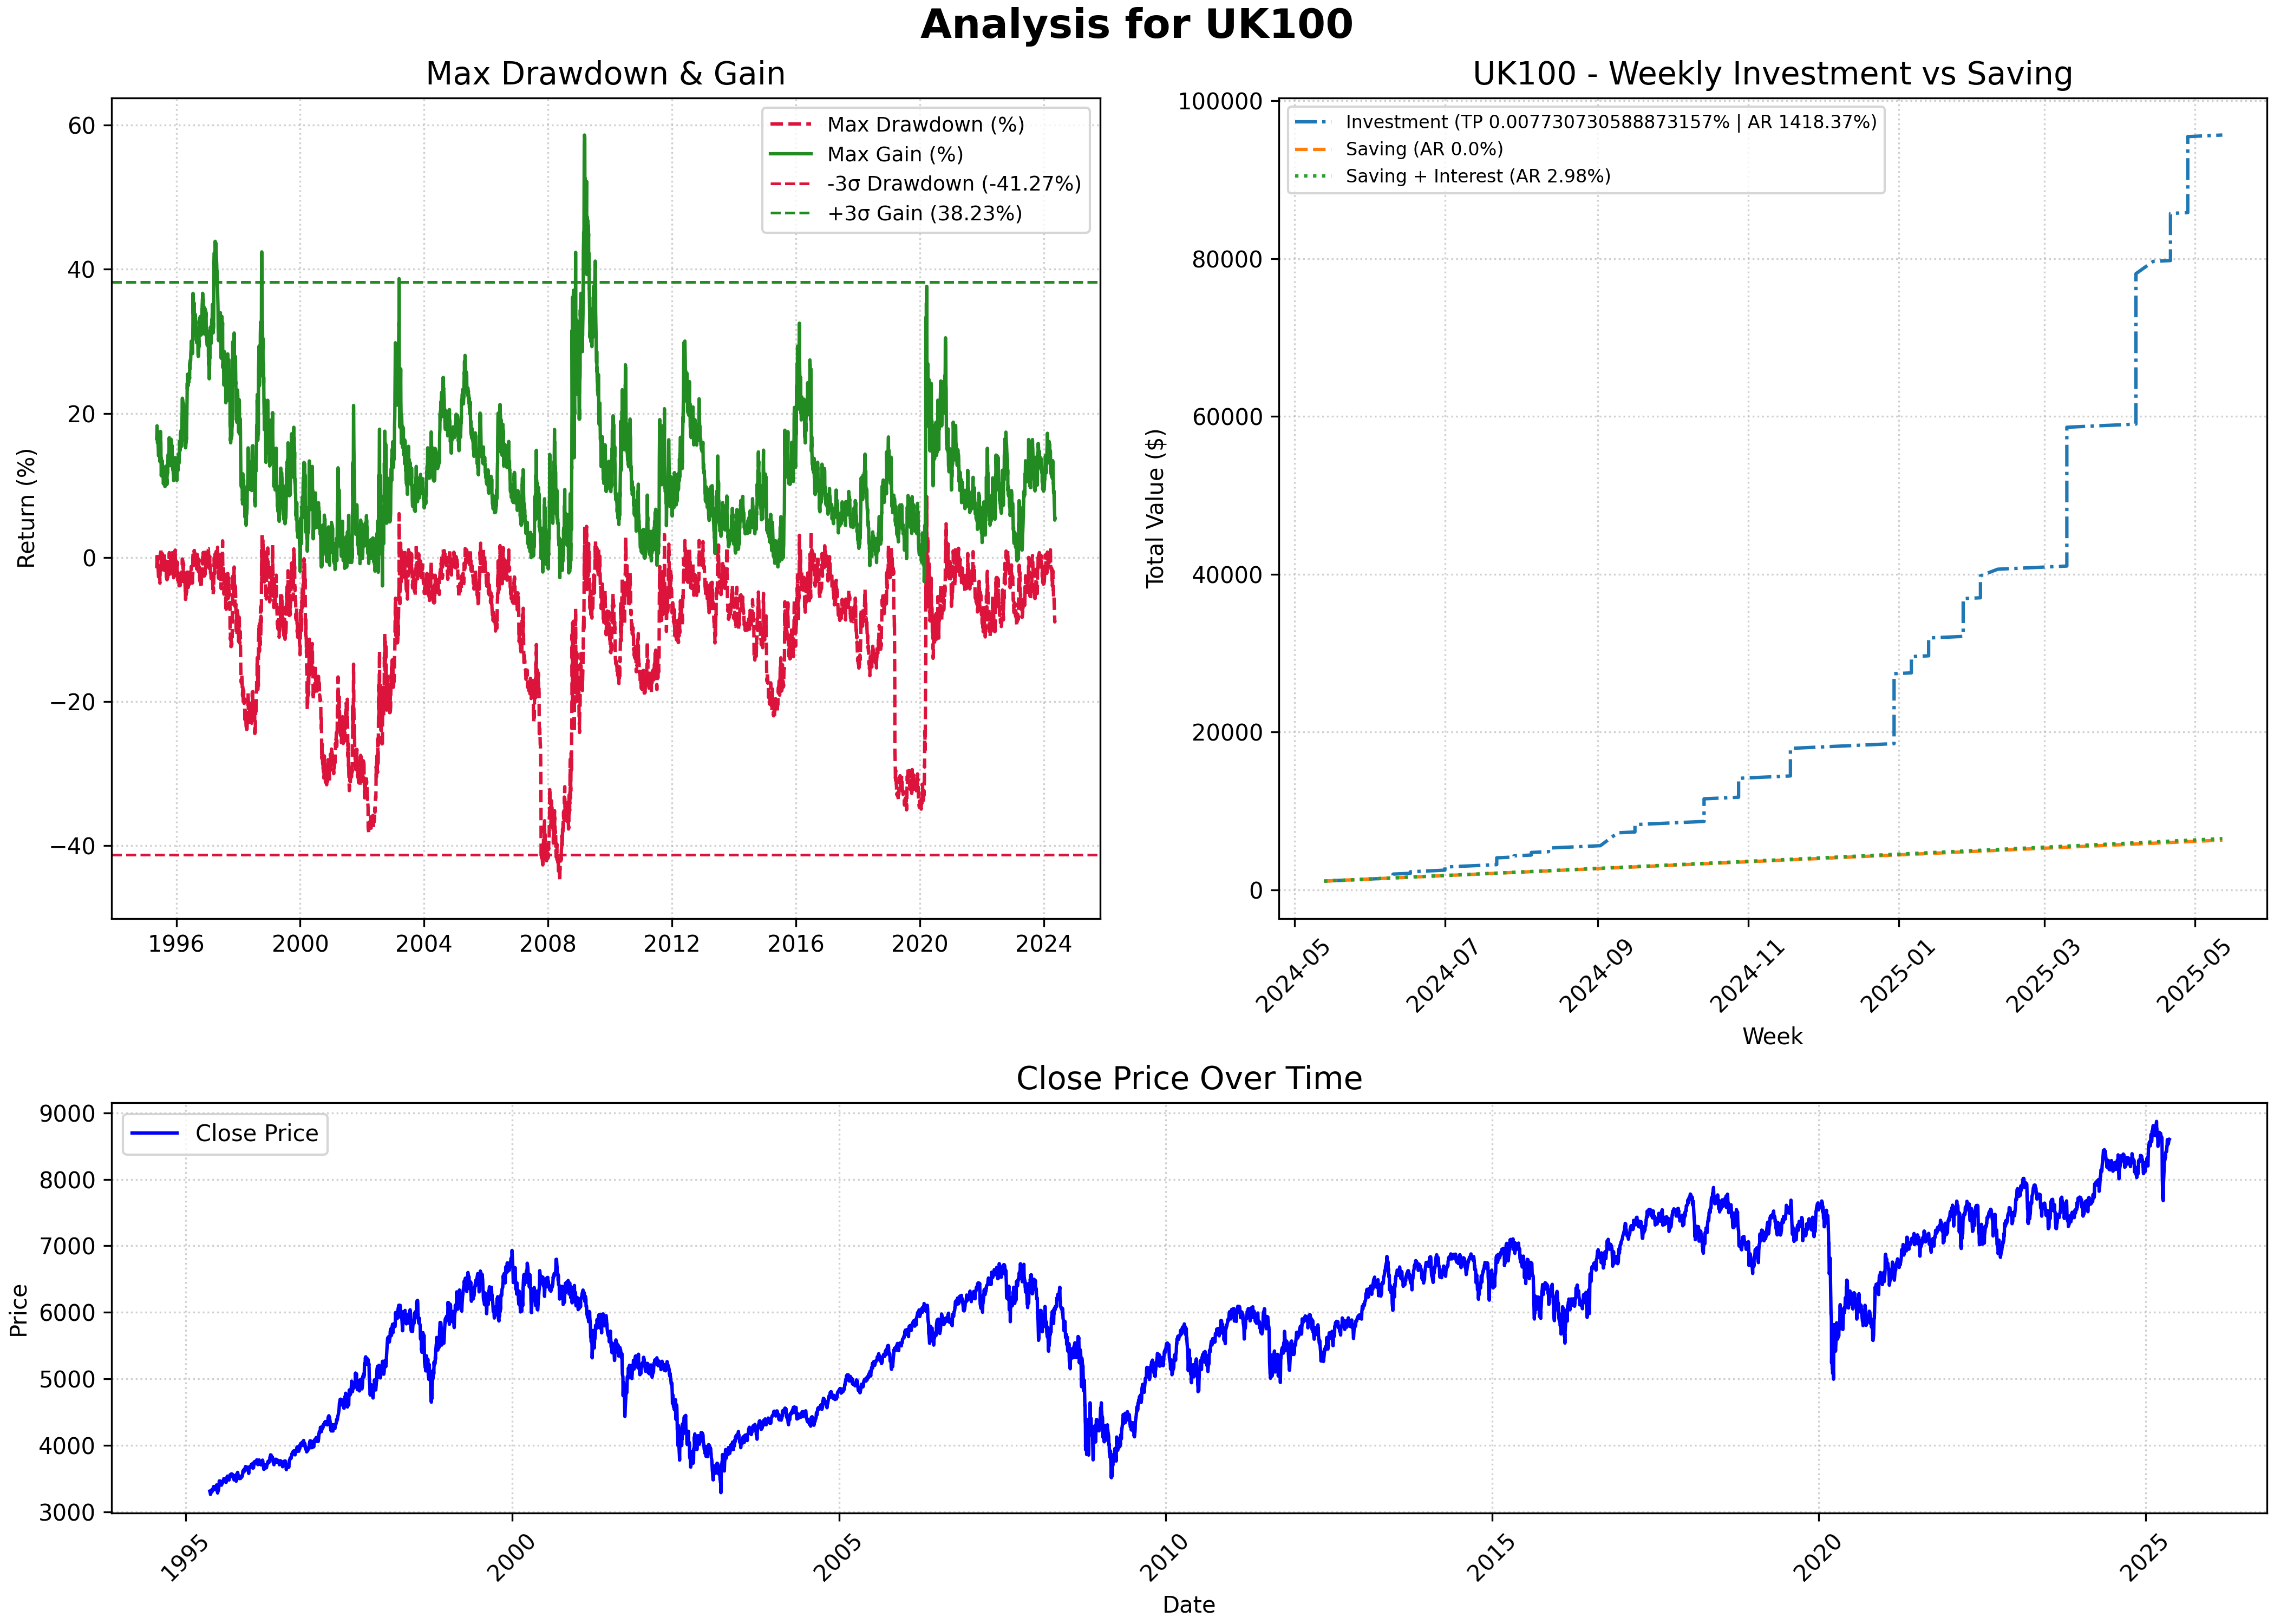 Analysis for UK100
Max Drawdown & Gain
Return (%)
60
40
20
0
−20
−40
Max Drawdown (%)
Max Gain (%)
-3σ Drawdown (-41.27%)
+3σ Gain (38.23%)
1996
2000
2004
2008
2012
2016
2020
2024
UK100 - Weekly Investment vs Saving
Total Value ($)
100000
80000
60000
40000
20000
0
Investment (TP 0.007730730588873157% | AR 1418.37%)
Saving (AR 0.0%)
Saving + Interest (AR 2.98%)
2024-05
2024-07
2024-09
2024-11
2025-01
2025-03
2025-05
Week
Close Price Over Time
Price
9000
8000
7000
6000
5000
4000
3000
Close Price
1995
2000
2005
2010
2015
2020
2025
Date